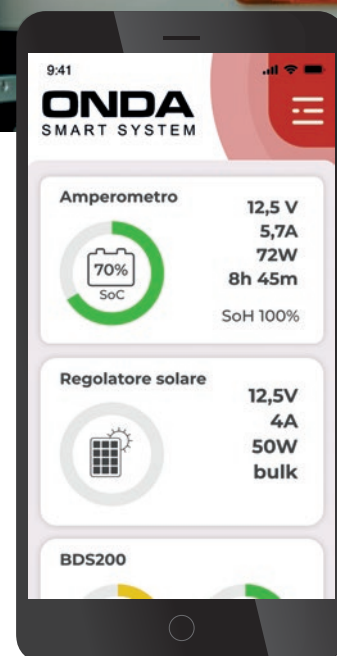 9:41
ONDA
SMART SYSTEM
Amperometro
12,5 V
5,7A
72W
8h 45m
70%
SoC
SoH 100%
Regolatore solare
12,5V
4A
50W
bulk
BDS200